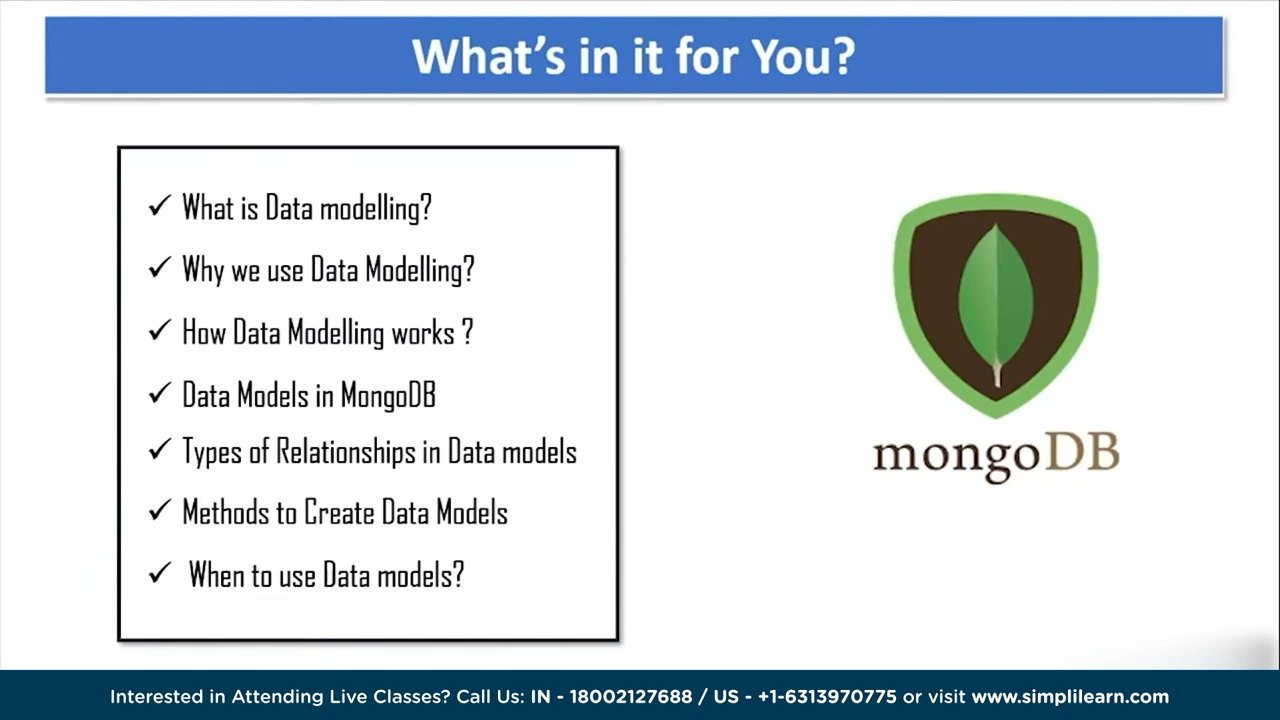 What's in it for You?
✓ What is Data modelling?
✓ Why we use Data Modelling?
✓ How Data Modelling works ?
✓ Data Models in MongoDB
✓ Types of Relationships in Data models
✓ Methods to Create Data Models
✓ When to use Data models?
mongoDB
Interested in Attending Live Classes? Call Us: IN - 18002127688 / US - +1-6313970775 or visit www.simplilearn.com